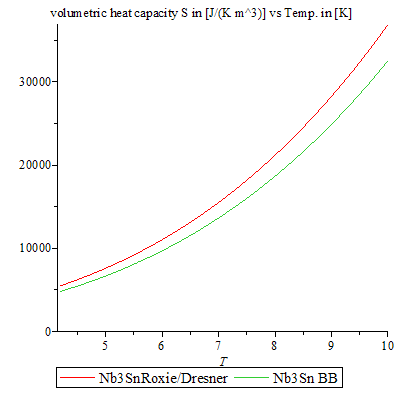 volumetric heat capacity S in [J/(K m^3)] vs Temp. in [K]
30000
20000
10000
0
5 6 7 8 9 10
T
Nb3SnRoxie/Dresner Nb3Sn BB